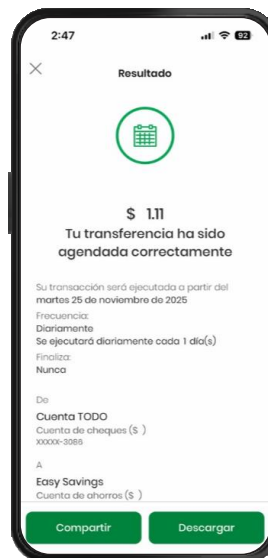 2:47
92
Resultado
$ 1.11
Tu transferencia ha sido
agendada correctamente
Su transacción será ejecutada a partir del
martes 25 de noviembre de 2025
Frecuencia:
Diariamente
Se ejecutará diariamente cada 1 día(s)
Finaliza:
Nunca
De
Cuenta TODO
Cuenta de cheques ($ )
XXXXX-3086
A
Easy Savings
Cuenta de ahorros ($ )
Compartir
Descargar